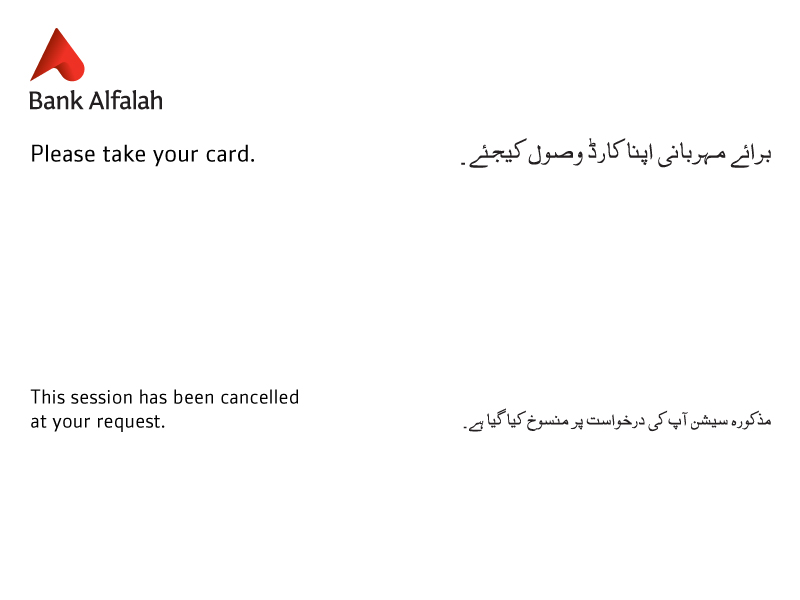 Bank Alfalah
Please take your card.
برائے مہربانی اپنا کارڈ وصول کیجئے۔
This session has been cancelled
at your request.
مذکورہ سیشن آپ کی درخواست پر منسوخ کیا گیا ہے۔